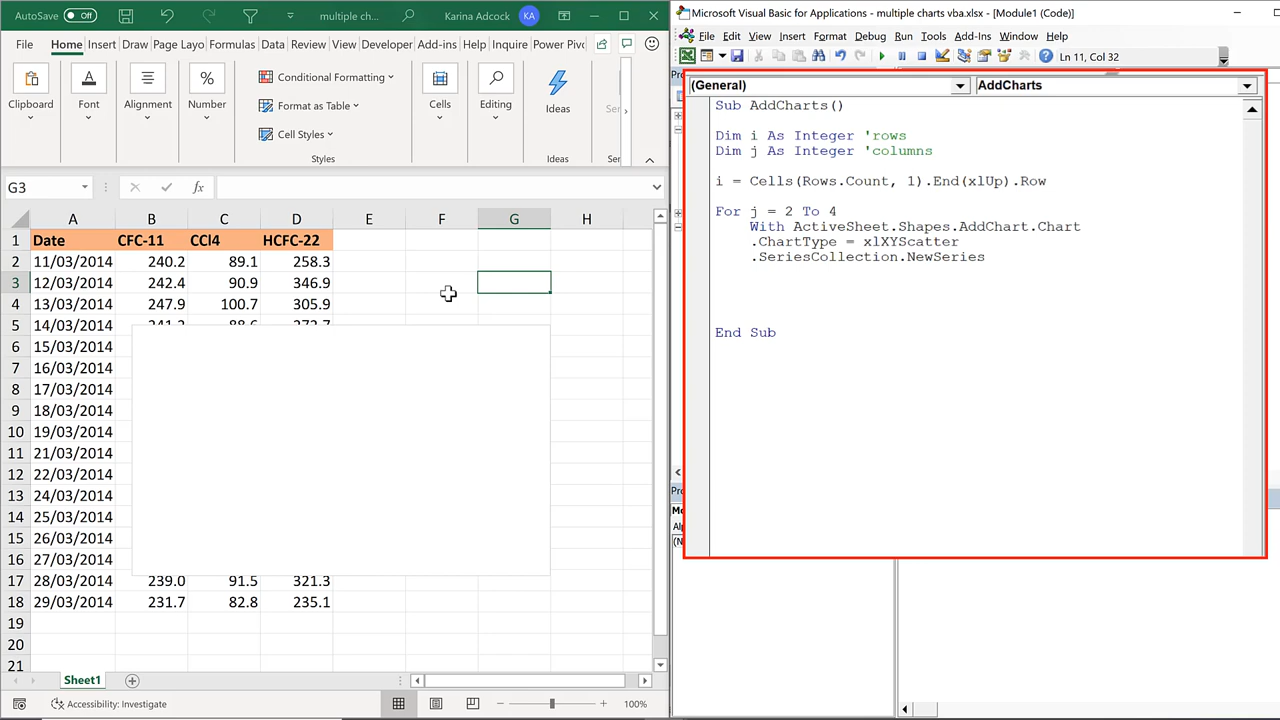 AutoSave Off multiple ch... Karina Adcock KA
File Home Insert Draw Page Layo Formulas Data Review View Developer Add-ins Help Inquire Power Pivo
Clipboard Font Alignment Number Conditional Formatting Format as Table Cell Styles Cells Editing Ideas
Styles Ideas
G3 fx
A B C D E F G H
1 Date CFC-11 CCl4 HCFC-22
2 11/03/2014 240.2 89.1 258.3
3 12/03/2014 242.4 90.9 346.9
4 13/03/2014 247.9 100.7 305.9
5 14/03/2014 241.2 88.6 272.7
6 15/03/2014
7 16/03/2014
8 17/03/2014
9 18/03/2014
10 19/03/2014
11 21/03/2014
12 22/03/2014
13 24/03/2014
14 25/03/2014
15 26/03/2014
16 27/03/2014
17 28/03/2014 239.0 91.5 321.3
18 29/03/2014 231.7 82.8 235.1
19
20
21
Sheet1
Accessibility: Investigate 100%
Microsoft Visual Basic for Applications - multiple charts vba.xlsx - [Module1 (Code)]
File Edit View Insert Format Debug Run Tools Add-Ins Window Help
Ln 11, Col 32
(General) AddCharts
Sub AddCharts()
Dim i As Integer 'rows
Dim j As Integer 'columns
i = Cells(Rows.Count, 1).End(xlUp).Row
For j = 2 To 4
With ActiveSheet.Shapes.AddChart.Chart
.ChartType = xlXYScatter
.SeriesCollection.NewSeries
End Sub